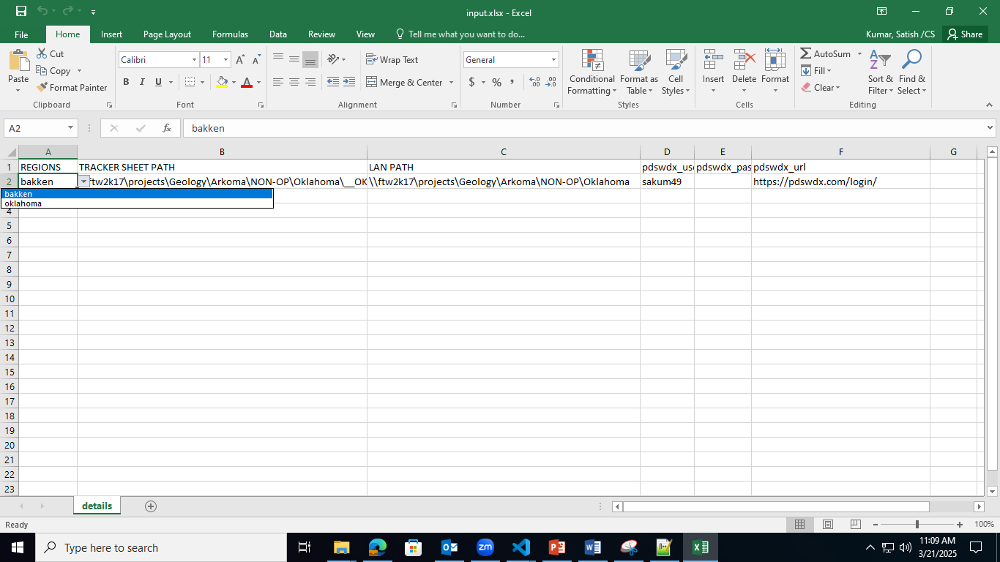 input.xlsx - Excel
File Home Insert Page Layout Formulas Data Review View Tell me what you want to do... Kumar, Satish /CS Share
Paste Cut Copy Format Painter Clipboard
Calibri 11 A A B I U A Font
Wrap Text Merge & Center Alignment
General $ % , .00 .0 Number
Conditional Formatting Format as Table Cell Styles Styles
Insert Delete Format Cells
AutoSum Fill Clear Sort & Filter Find & Select Editing
A2 fx bakken
A B C D E F G
1 REGIONS TRACKER SHEET PATH LAN PATH pdswdx_use pdswdx_pas pdswdx_url
2 bakken ftw2k17\projects\Geology\Arkoma\NON-OP\Oklahoma\__OK \\ftw2k17\projects\Geology\Arkoma\NON-OP\Oklahoma sakum49 https://pdswdx.com/login/
bakken
oklahoma
4
5
6
7
8
9
10
11
12
13
14
15
16
17
18
19
20
21
22
23
details
Ready 100%
Type here to search
11:09 AM
3/21/2025